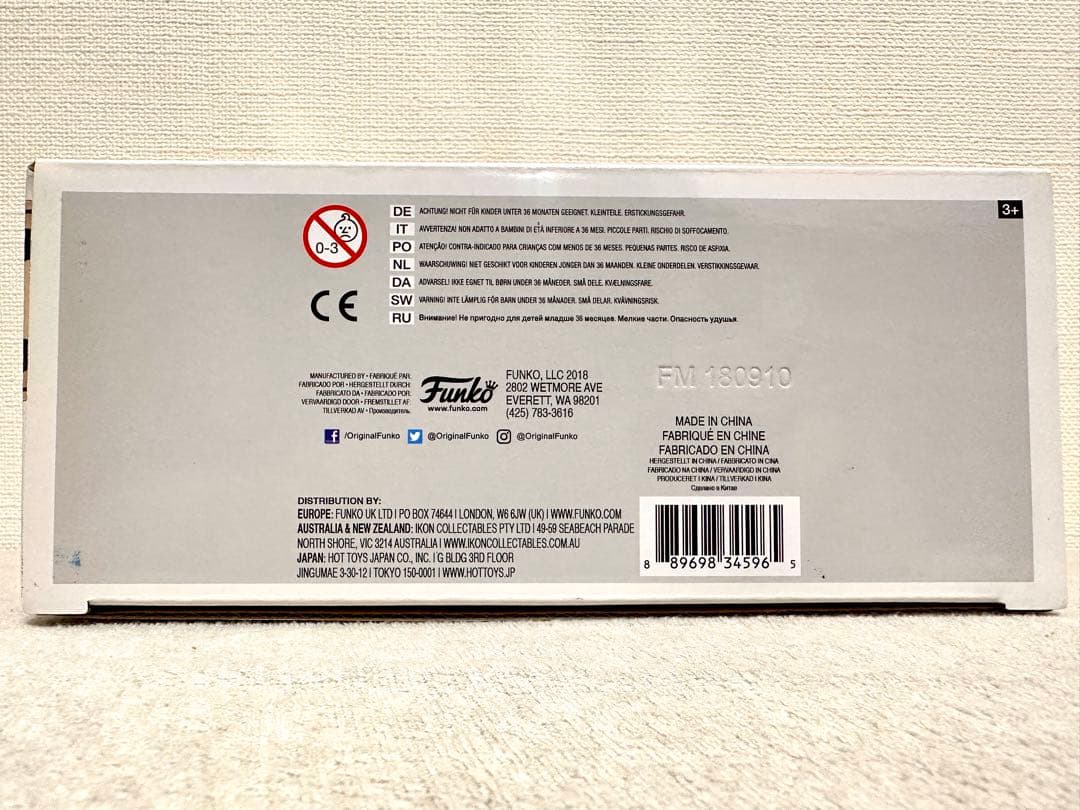 3+
0-3
DE ACHTUNG! NICHT FÜR KINDER UNTER 36 MONATEN GEEIGNET. KLEINTEILE. ERSTICKUNGSGEFAHR.
IT AVVERTENZA! NON ADATTO A BAMBINI DI ETÀ INFERIORE A 36 MESI. PICCOLE PARTI. RISCHIO DI SOFFOCAMENTO.
PO ATENÇÃO! CONTRA-INDICADO PARA CRIANÇAS COM MENOS DE 36 MESES. PEQUENAS PARTES. RISCO DE ASFIXIA.
NL WAARSCHUWING! NIET GESCHIKT VOOR KINDEREN JONGER DAN 36 MAANDEN. KLEINE ONDERDELEN. VERSTIKKINGSGEVAAR.
DA ADVARSEL! IKKE EGNET TIL BØRN UNDER 36 MÅNEDER. SMÅ DELE. KVÆLNINGSFARE.
SW VARNING! INTE LÄMPLIG FÖR BARN UNDER 36 MÅNADER. SMÅ DELAR. KVÄVNINGSRISK.
RU Внимание! Не пригодно для детей младше 36 месяцев. Мелкие части. Опасность удушья.
CE
MANUFACTURED BY • FABRIQUÉ PAR:
FABRICADO POR • HERGESTELLT DURCH:
FABBRICATO DA • FABRICADO POR:
VERVAARDIGD DOOR • FREMSTILLET AF:
TILLVERKAD AV • Производитель:
Funko
www.funko.com
FUNKO, LLC 2018
2802 WETMORE AVE
EVERETT, WA 98201
(425) 783-3616
/OriginalFunko @OriginalFunko @OriginalFunko
FM 180910
MADE IN CHINA
FABRIQUÉ EN CHINE
FABRICADO EN CHINA
HERGESTELLT IN CHINA / FABBRICATO IN CINA
FABRICADO NA CHINA / VERVAARDIGD IN CHINA
PRODUCERET I KINA / TILLVERKAD I KINA
Сделано в Китае
DISTRIBUTION BY:
EUROPE: FUNKO UK LTD I PO BOX 74644 I LONDON, W6 6JW (UK) I WWW.FUNKO.COM
AUSTRALIA & NEW ZEALAND: IKON COLLECTABLES PTY LTD I 49-59 SEABEACH PARADE
NORTH SHORE, VIC 3214 AUSTRALIA I WWW.IKONCOLLECTABLES.COM.AU
JAPAN: HOT TOYS JAPAN CO., INC. I G BLDG 3RD FLOOR
JINGUMAE 3-30-12 I TOKYO 150-0001 I WWW.HOTTOYS.JP
8 89698 34596 5